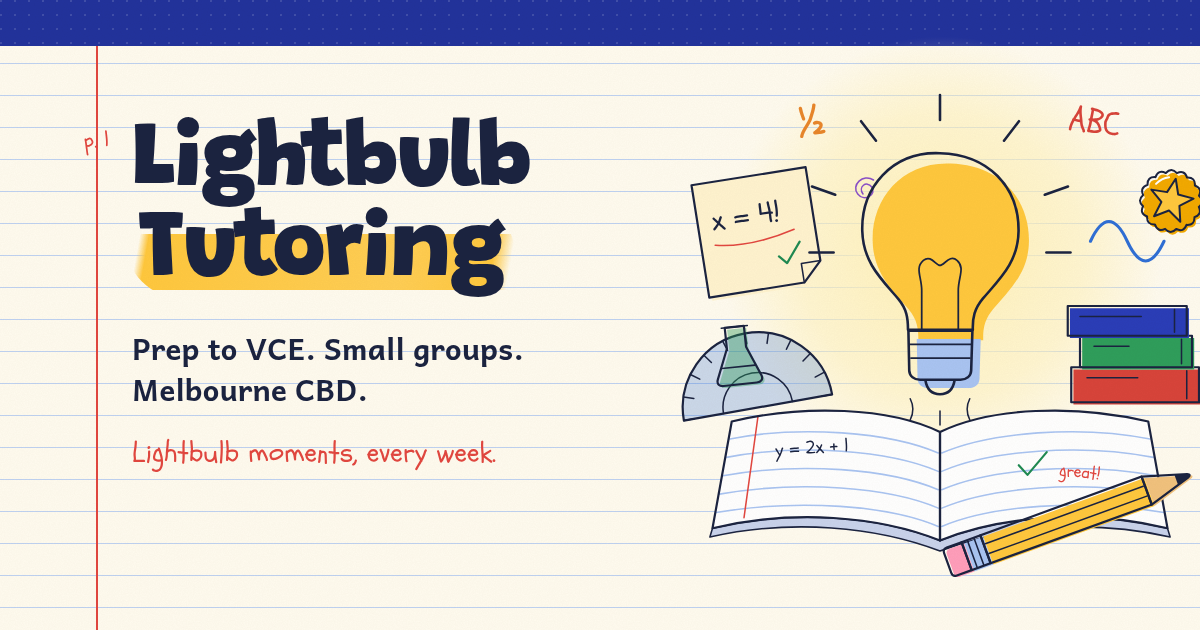 p. 1
Lightbulb
Tutoring
Prep to VCE. Small groups.
Melbourne CBD.
Lightbulb moments, every week.
½
ABC
x = 4!
y = 2x + 1
great!